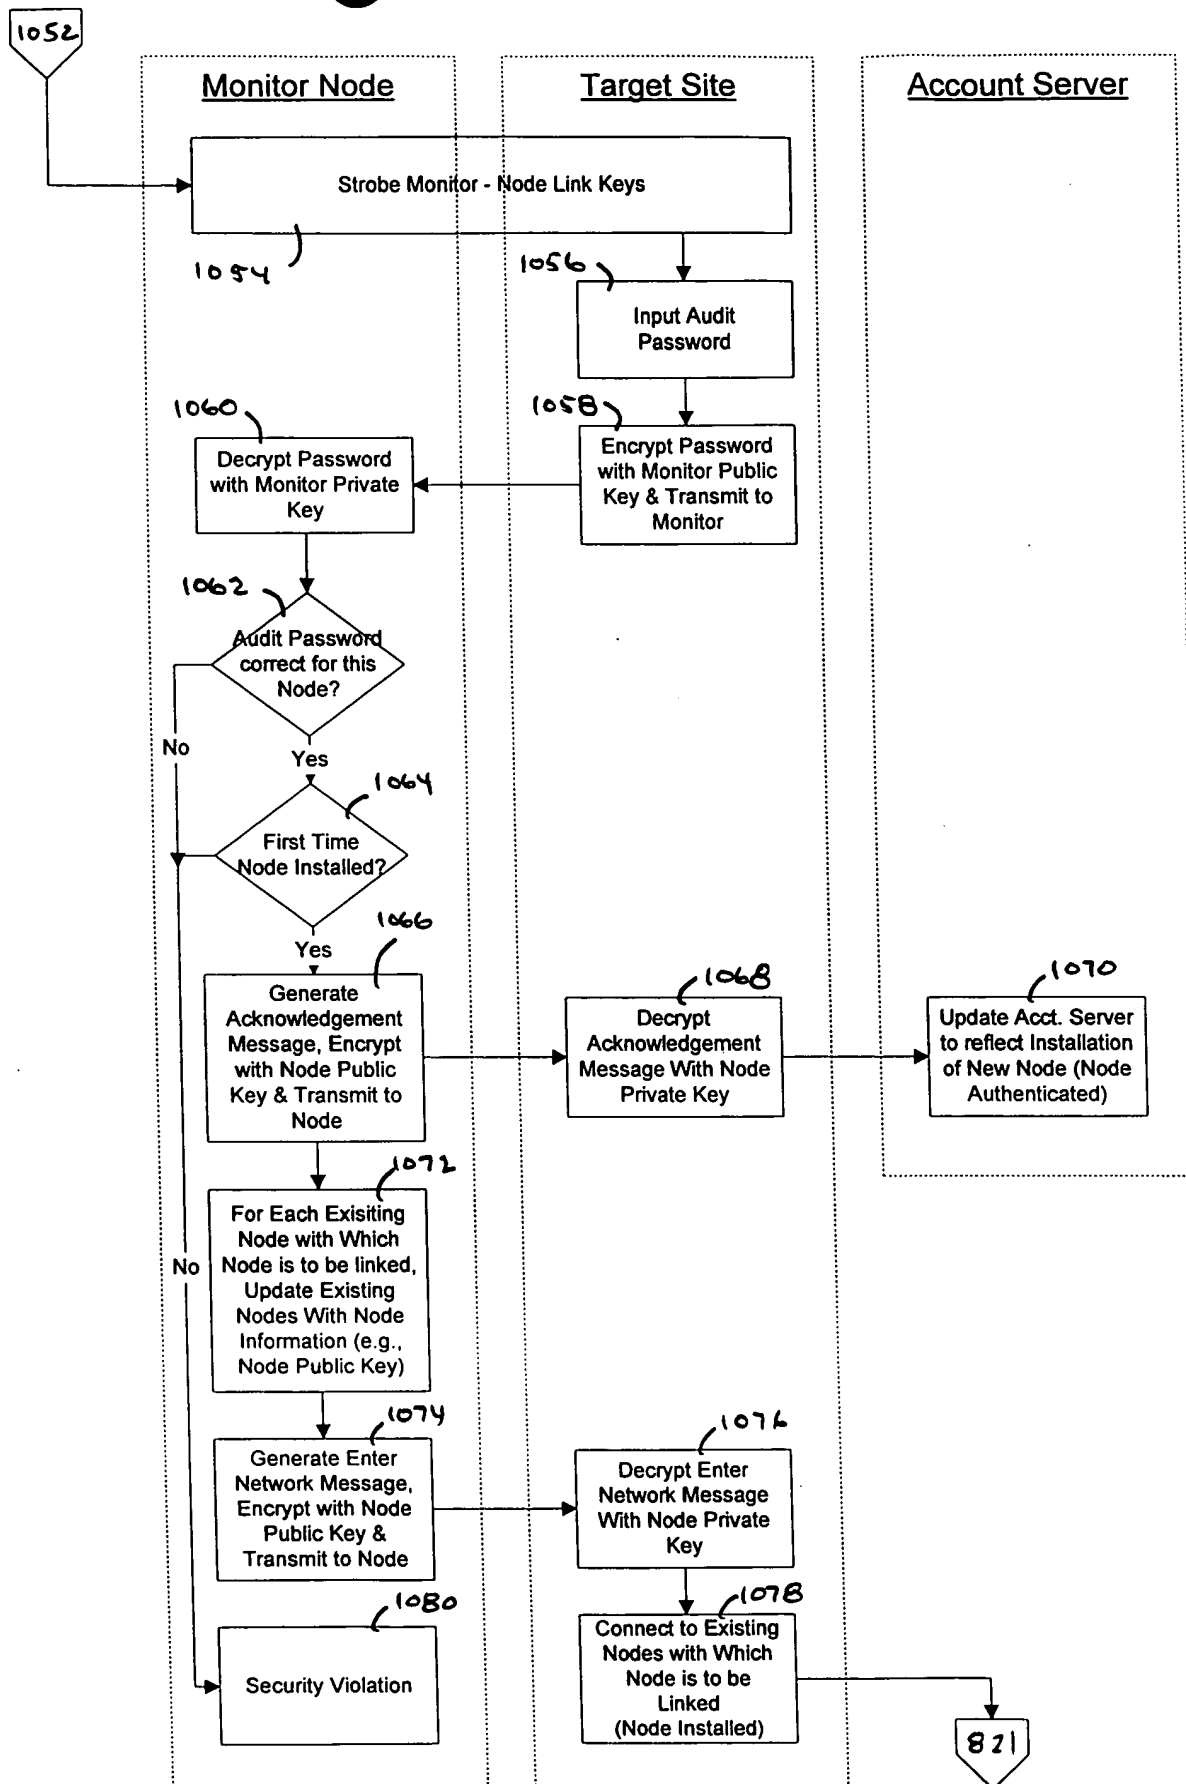 1052
Monitor Node
Target Site
Account Server
Strobe Monitor - Node Link Keys
1054
1056
Input Audit
Password
1058
Encrypt Password
with Monitor Public
Key & Transmit to
Monitor
1060
Decrypt Password
with Monitor Private
Key
1062
Audit Password
correct for this
Node?
No
Yes
1064
First Time
Node Installed?
Yes
1066
Generate
Acknowledgement
Message, Encrypt
with Node Public
Key & Transmit to
Node
1068
Decrypt
Acknowledgement
Message With Node
Private Key
1070
Update Acct. Server
to reflect Installation
of New Node (Node
Authenticated)
1072
For Each Exisiting
Node with Which
Node is to be linked,
Update Existing
Nodes With Node
Information (e.g.,
Node Public Key)
No
1074
Generate Enter
Network Message,
Encrypt with Node
Public Key &
Transmit to Node
1076
Decrypt Enter
Network Message
With Node Private
Key
1078
Connect to Existing
Nodes with Which
Node is to be
Linked
(Node Installed)
1080
Security Violation
821